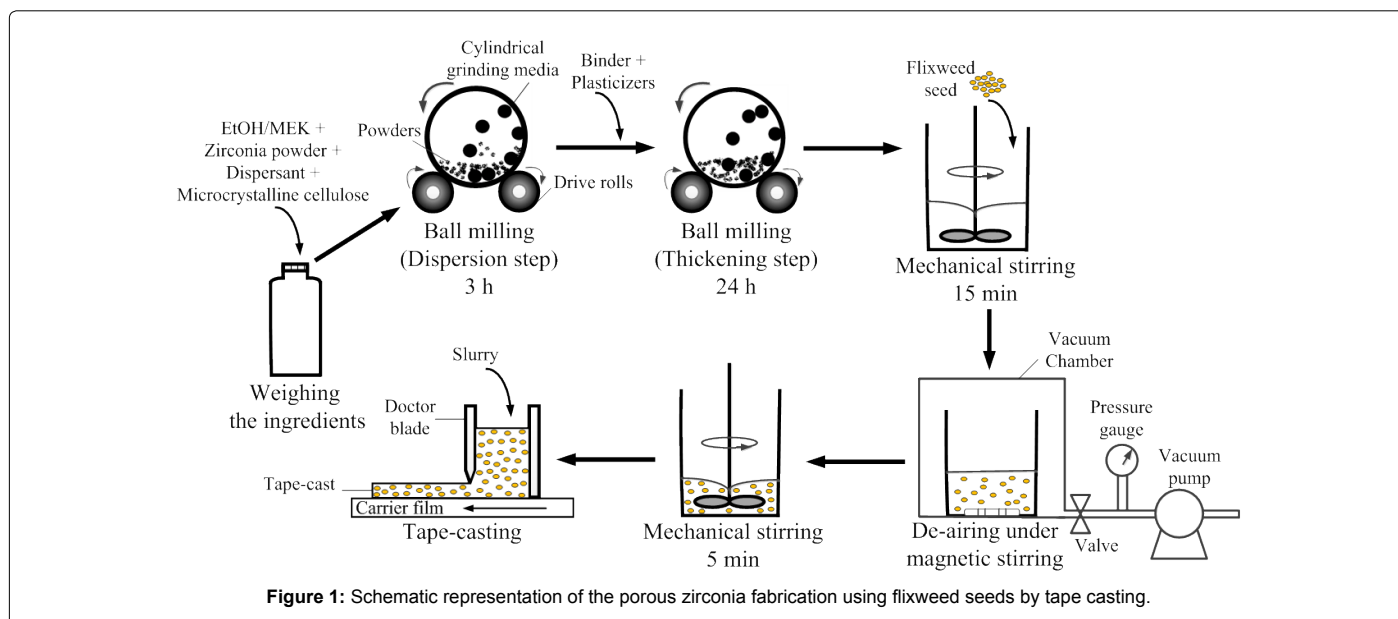 EtOH/MEK +
Zirconia powder +
Dispersant +
Microcrystalline cellulose
Weighing
the ingredients
Cylindrical
grinding media
Powders
Drive rolls
Ball milling
(Dispersion step)
3 h
Binder +
Plasticizers
Ball milling
(Thickening step)
24 h
Flixweed
seed
Mechanical stirring
15 min
Vacuum
Chamber
Pressure
gauge
Vacuum
pump
Valve
De-airing under
magnetic stirring
Mechanical stirring
5 min
Slurry
Doctor
blade
Tape-cast
Carrier film
Tape-casting
Figure 1: Schematic representation of the porous zirconia fabrication using flixweed seeds by tape casting.